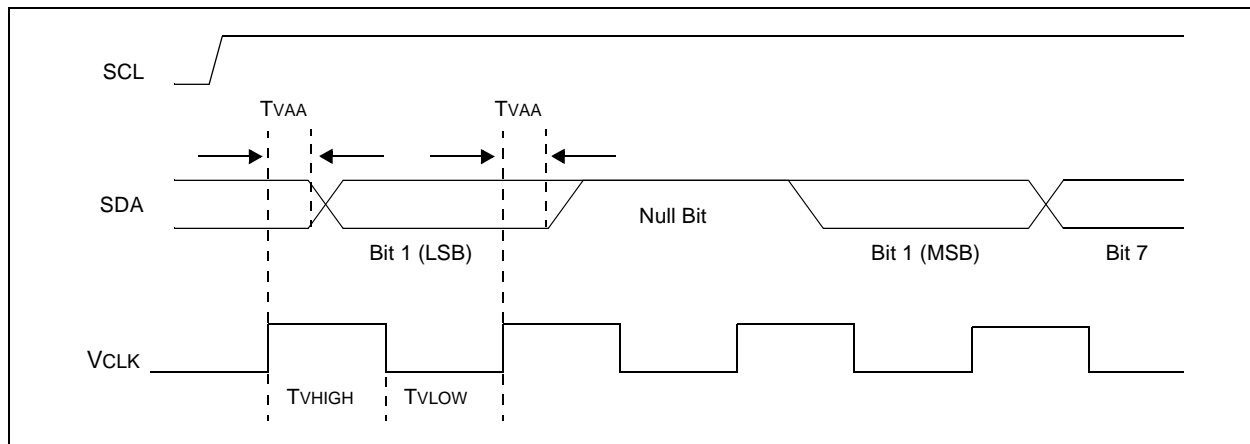 SCL
TVAA TVAA
SDA
Null Bit
Bit 1 (LSB) Bit 1 (MSB) Bit 7
VCLK
TVHIGH TVLOW